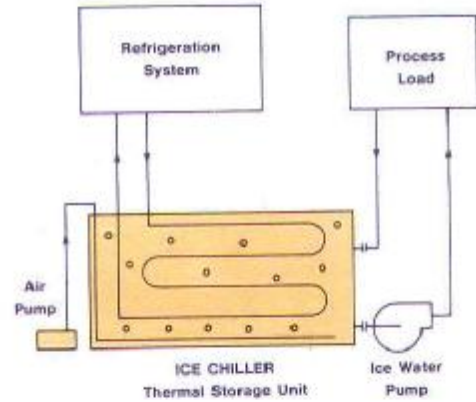 Refrigeration
System
Process
Load
Air
Pump
ICE CHILLER
Thermal Storage Unit
Ice Water
Pump